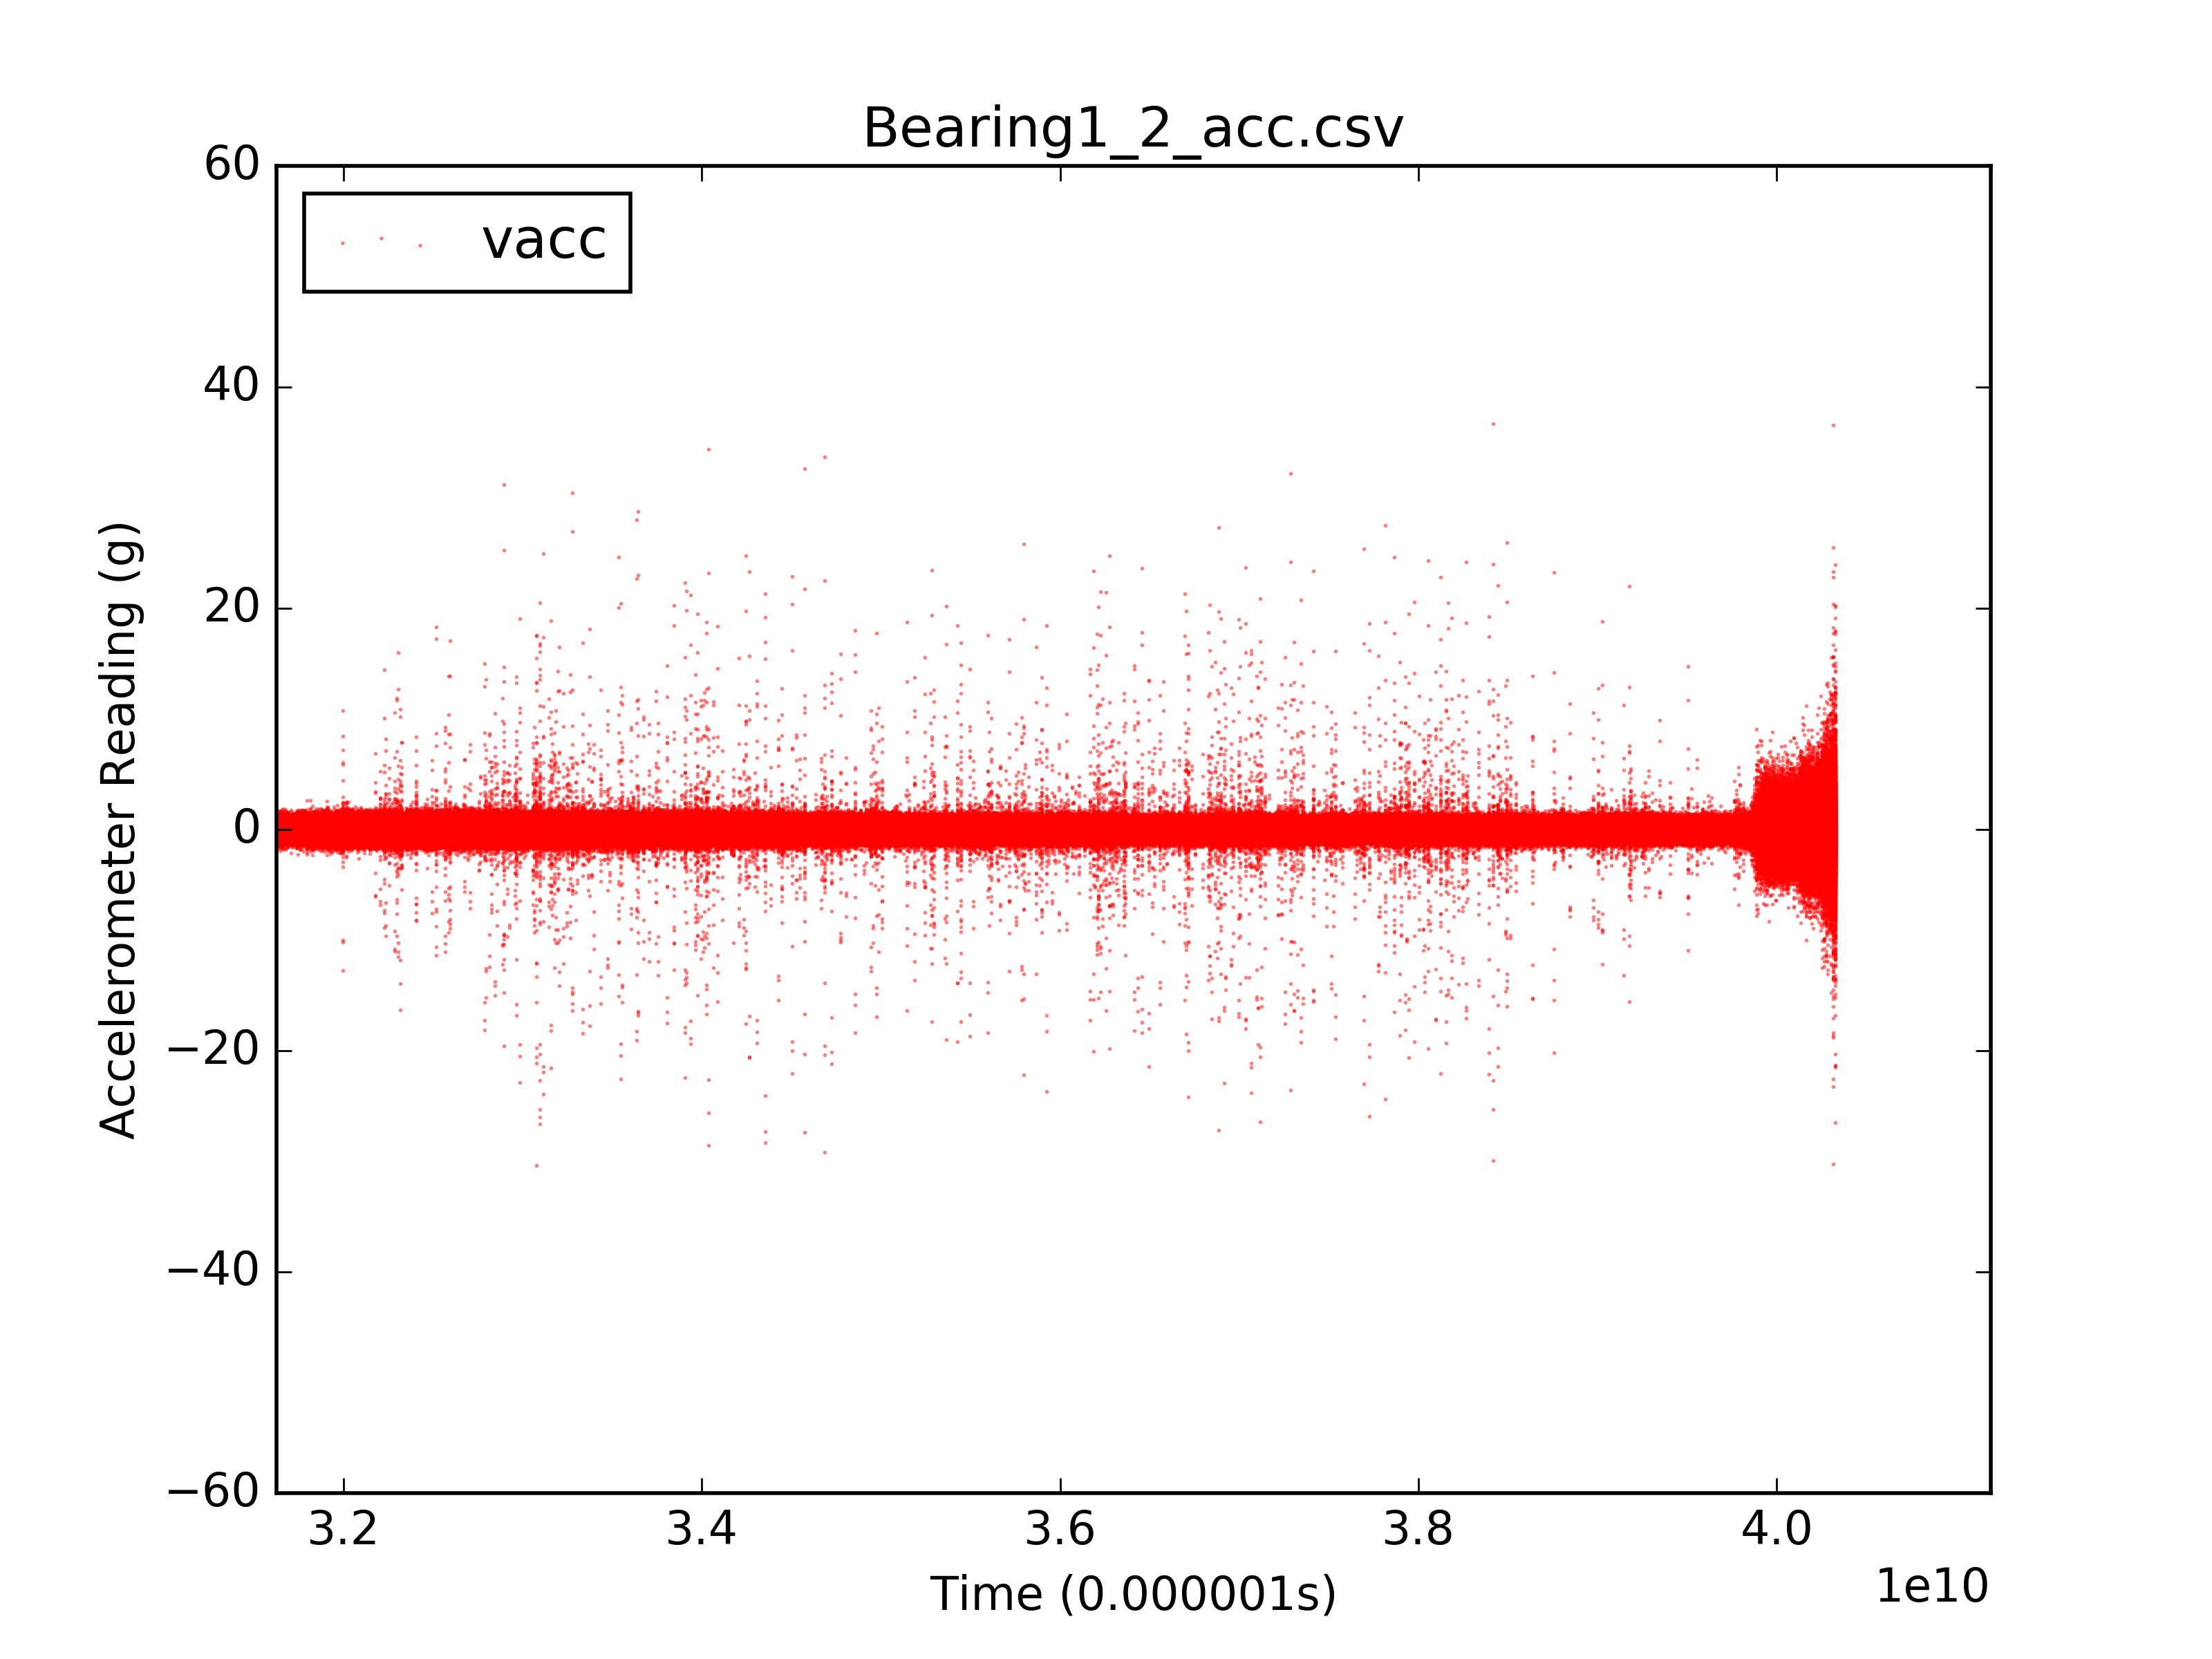 Bearing1_2_acc.csv
vacc
60
40
20
0
−20
−40
−60
Accelerometer Reading (g)
3.2 3.4 3.6 3.8 4.0
1e10
Time (0.000001s)